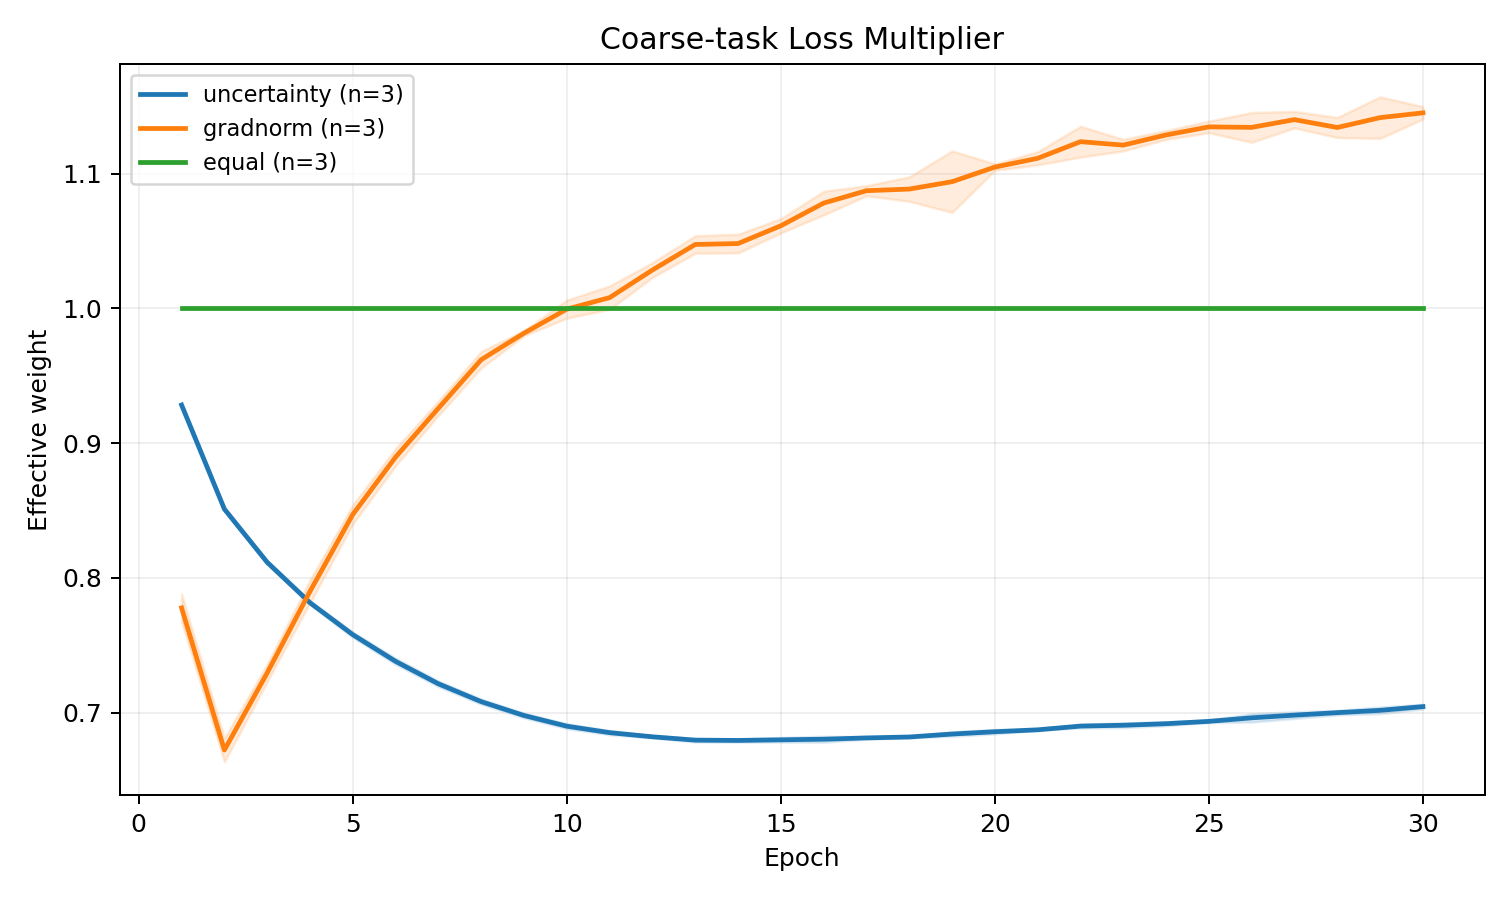 Coarse-task Loss Multiplier
uncertainty (n=3)
gradnorm (n=3)
equal (n=3)
Effective weight
1.1
1.0
0.9
0.8
0.7
0 5 10 15 20 25 30
Epoch